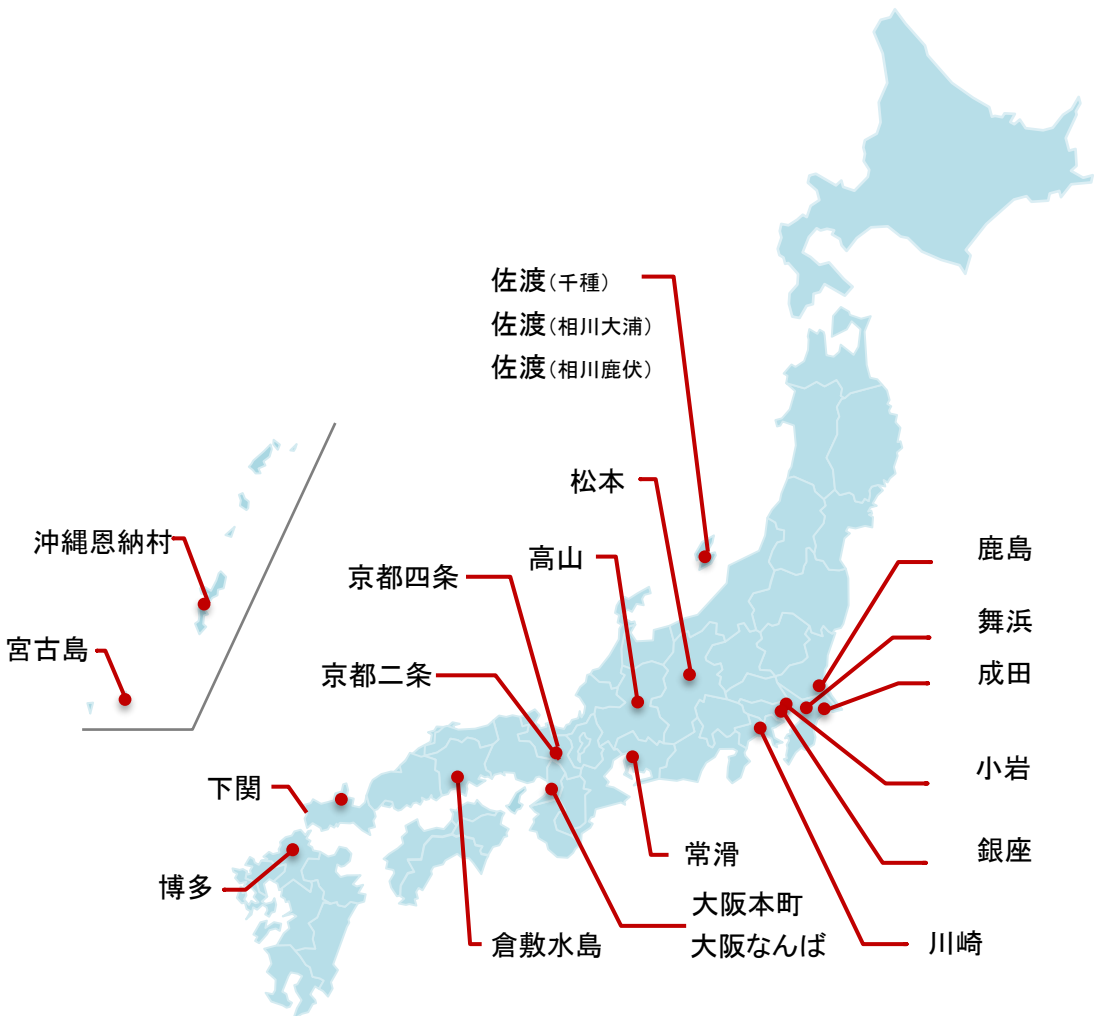 佐渡（千種）
佐渡（相川大浦）
佐渡（相川鹿伏）
松本
沖縄恩納村
高山
鹿島
京都四条
舞浜
宮古島
京都二条
成田
下関
小岩
常滑
銀座
博多
大阪本町
倉敷水島
大阪なんば
川崎